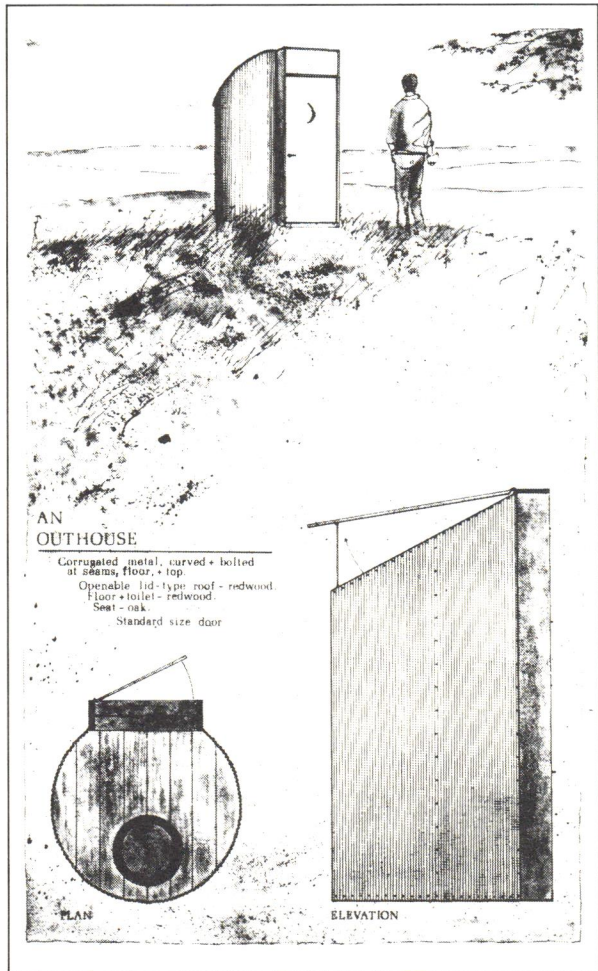 AN
OUTHOUSE
Corrugated metal, curved + bolted
at seams, floor, + top.
Openable lid-type roof - redwood.
Floor + toilet - redwood.
Seat - oak.
Standard size door
PLAN
ELEVATION